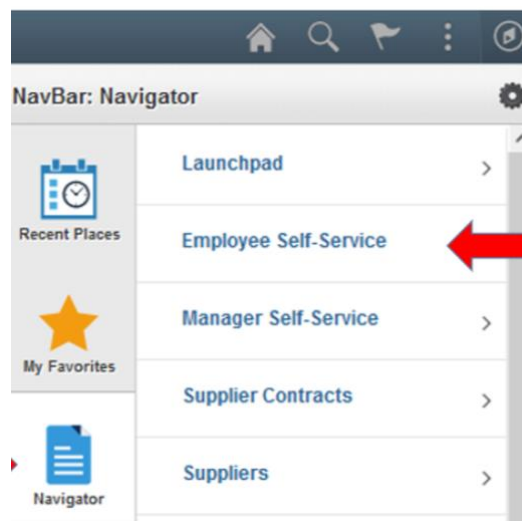 NavBar: Navigator
Recent Places
My Favorites
Navigator
Launchpad
Employee Self-Service
Manager Self-Service
Supplier Contracts
Suppliers